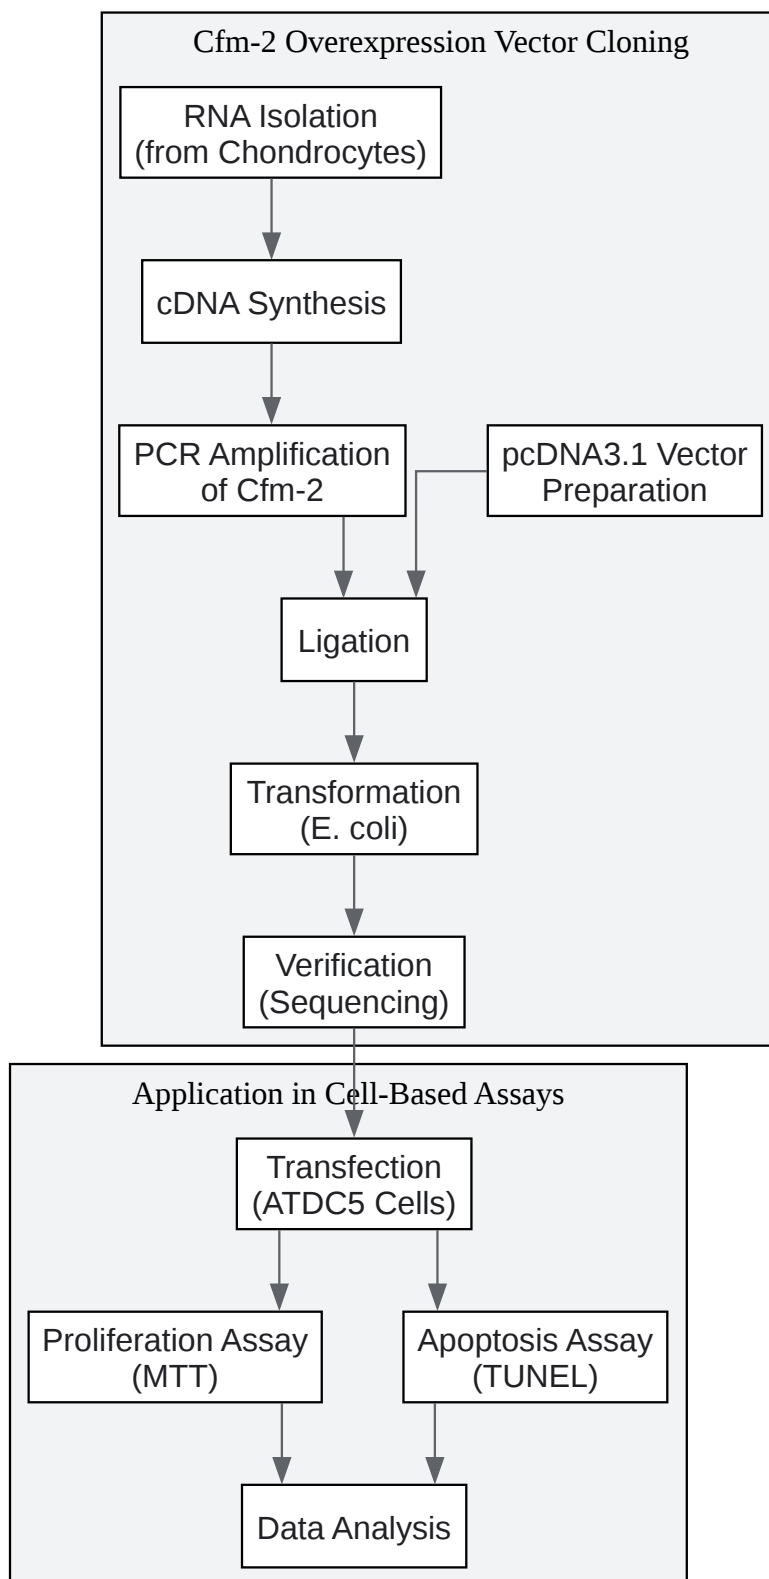 Cfm-2 Overexpression Vector Cloning
RNA Isolation
(from Chondrocytes)
cDNA Synthesis
PCR Amplification
of Cfm-2
pcDNA3.1 Vector
Preparation
Ligation
Transformation
(E. coli)
Verification
(Sequencing)
Application in Cell-Based Assays
Transfection
(ATDC5 Cells)
Proliferation Assay
(MTT)
Apoptosis Assay
(TUNEL)
Data Analysis